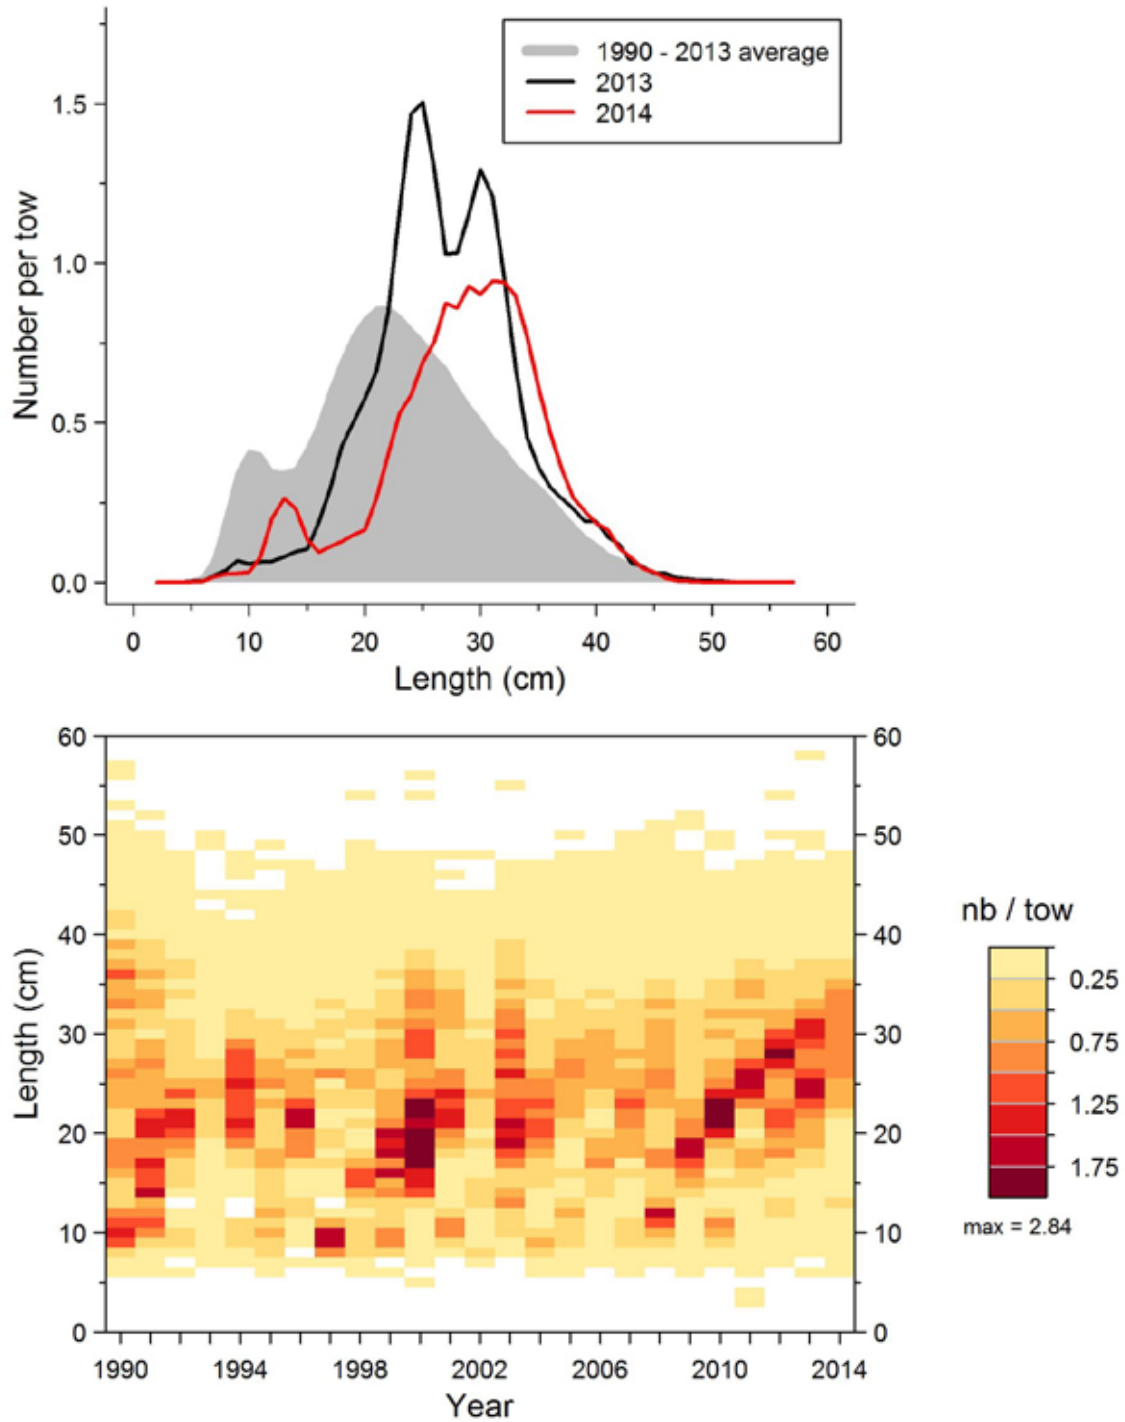 1990 - 2013 average
2013
2014
1.5
1.0
0.5
0.0
Number per tow
0 10 20 30 40 50 60
Length (cm)
60 60
50 50
40 40
30 30
20 20
10 10
0 0
Length (cm)
1990 1994 1998 2002 2006 2010 2014
Year
nb / tow
0.25
0.75
1.25
1.75
max = 2.84